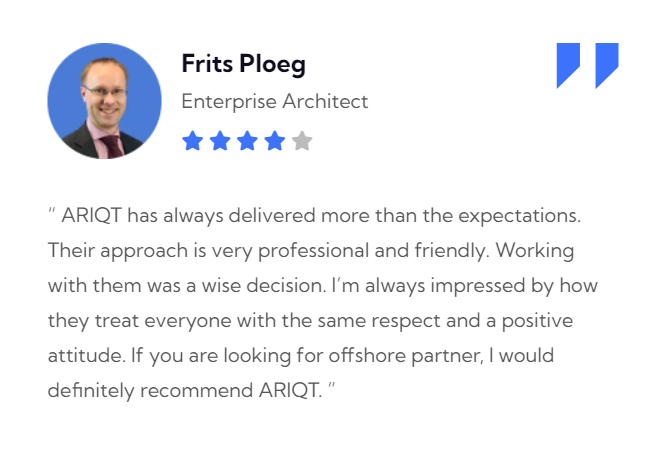 Frits Ploeg
Enterprise Architect
“ ARIQT has always delivered more than the expectations.
Their approach is very professional and friendly. Working
with them was a wise decision. I’m always impressed by how
they treat everyone with the same respect and a positive
attitude. If you are looking for offshore partner, I would
definitely recommend ARIQT. ”